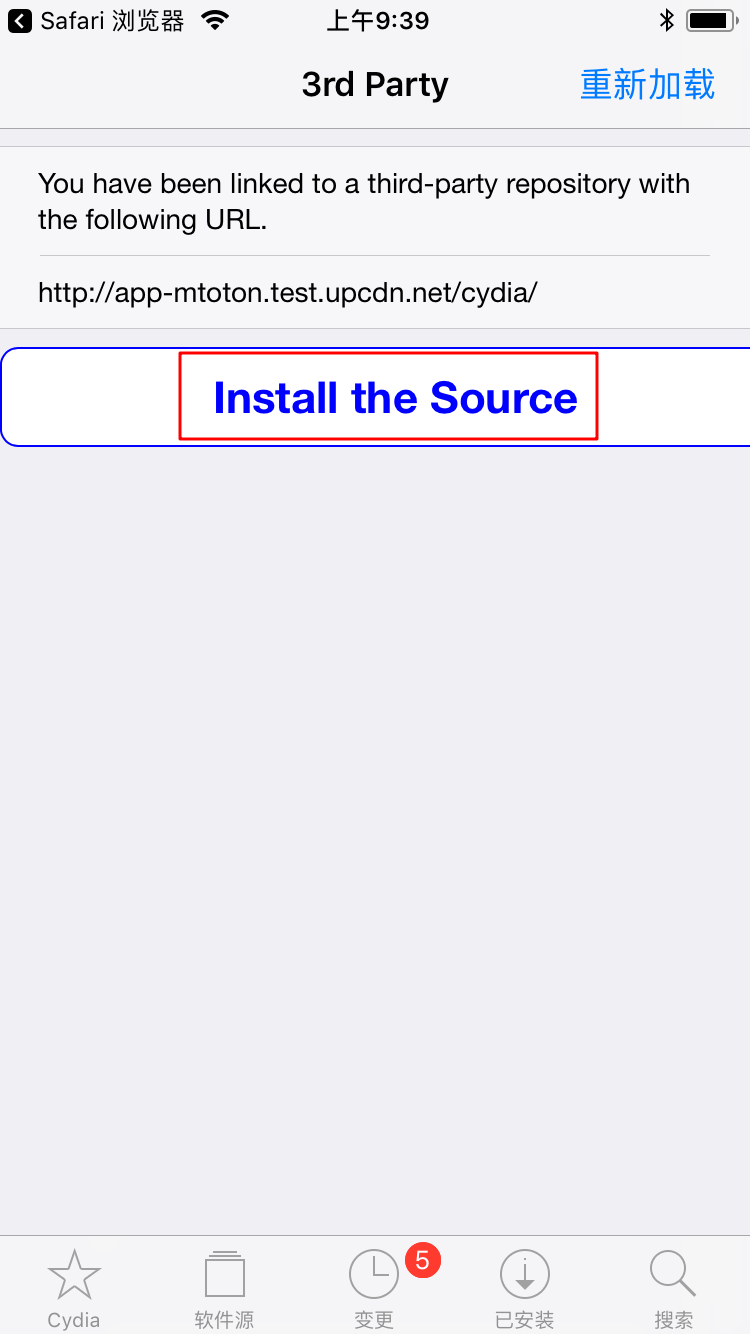 Safari 浏览器
上午9:39
3rd Party
重新加载
You have been linked to a third-party repository with
the following URL.
http://app-mtoton.test.upcdn.net/cydia/
Install the Source
5
Cydia
软件源
变更
已安装
搜索